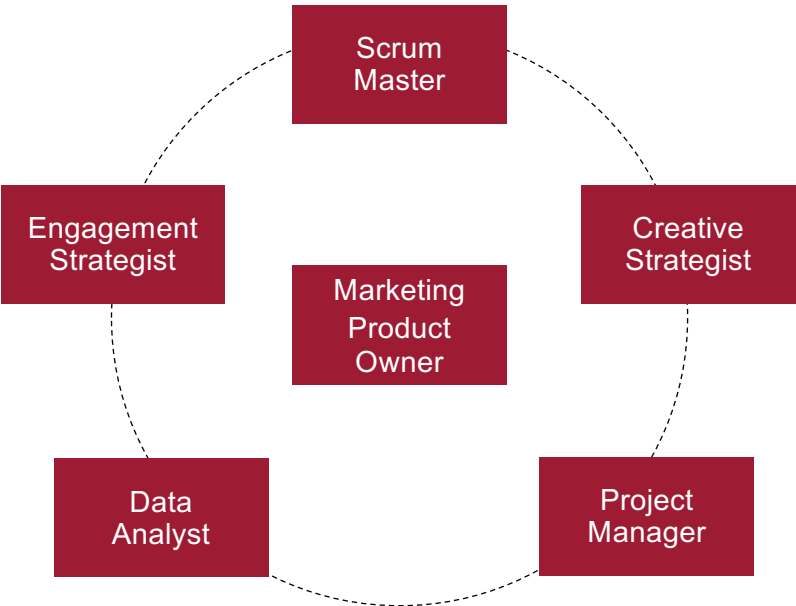 Scrum
Master
Engagement
Strategist
Creative
Strategist
Marketing
Product
Owner
Data
Analyst
Project
Manager